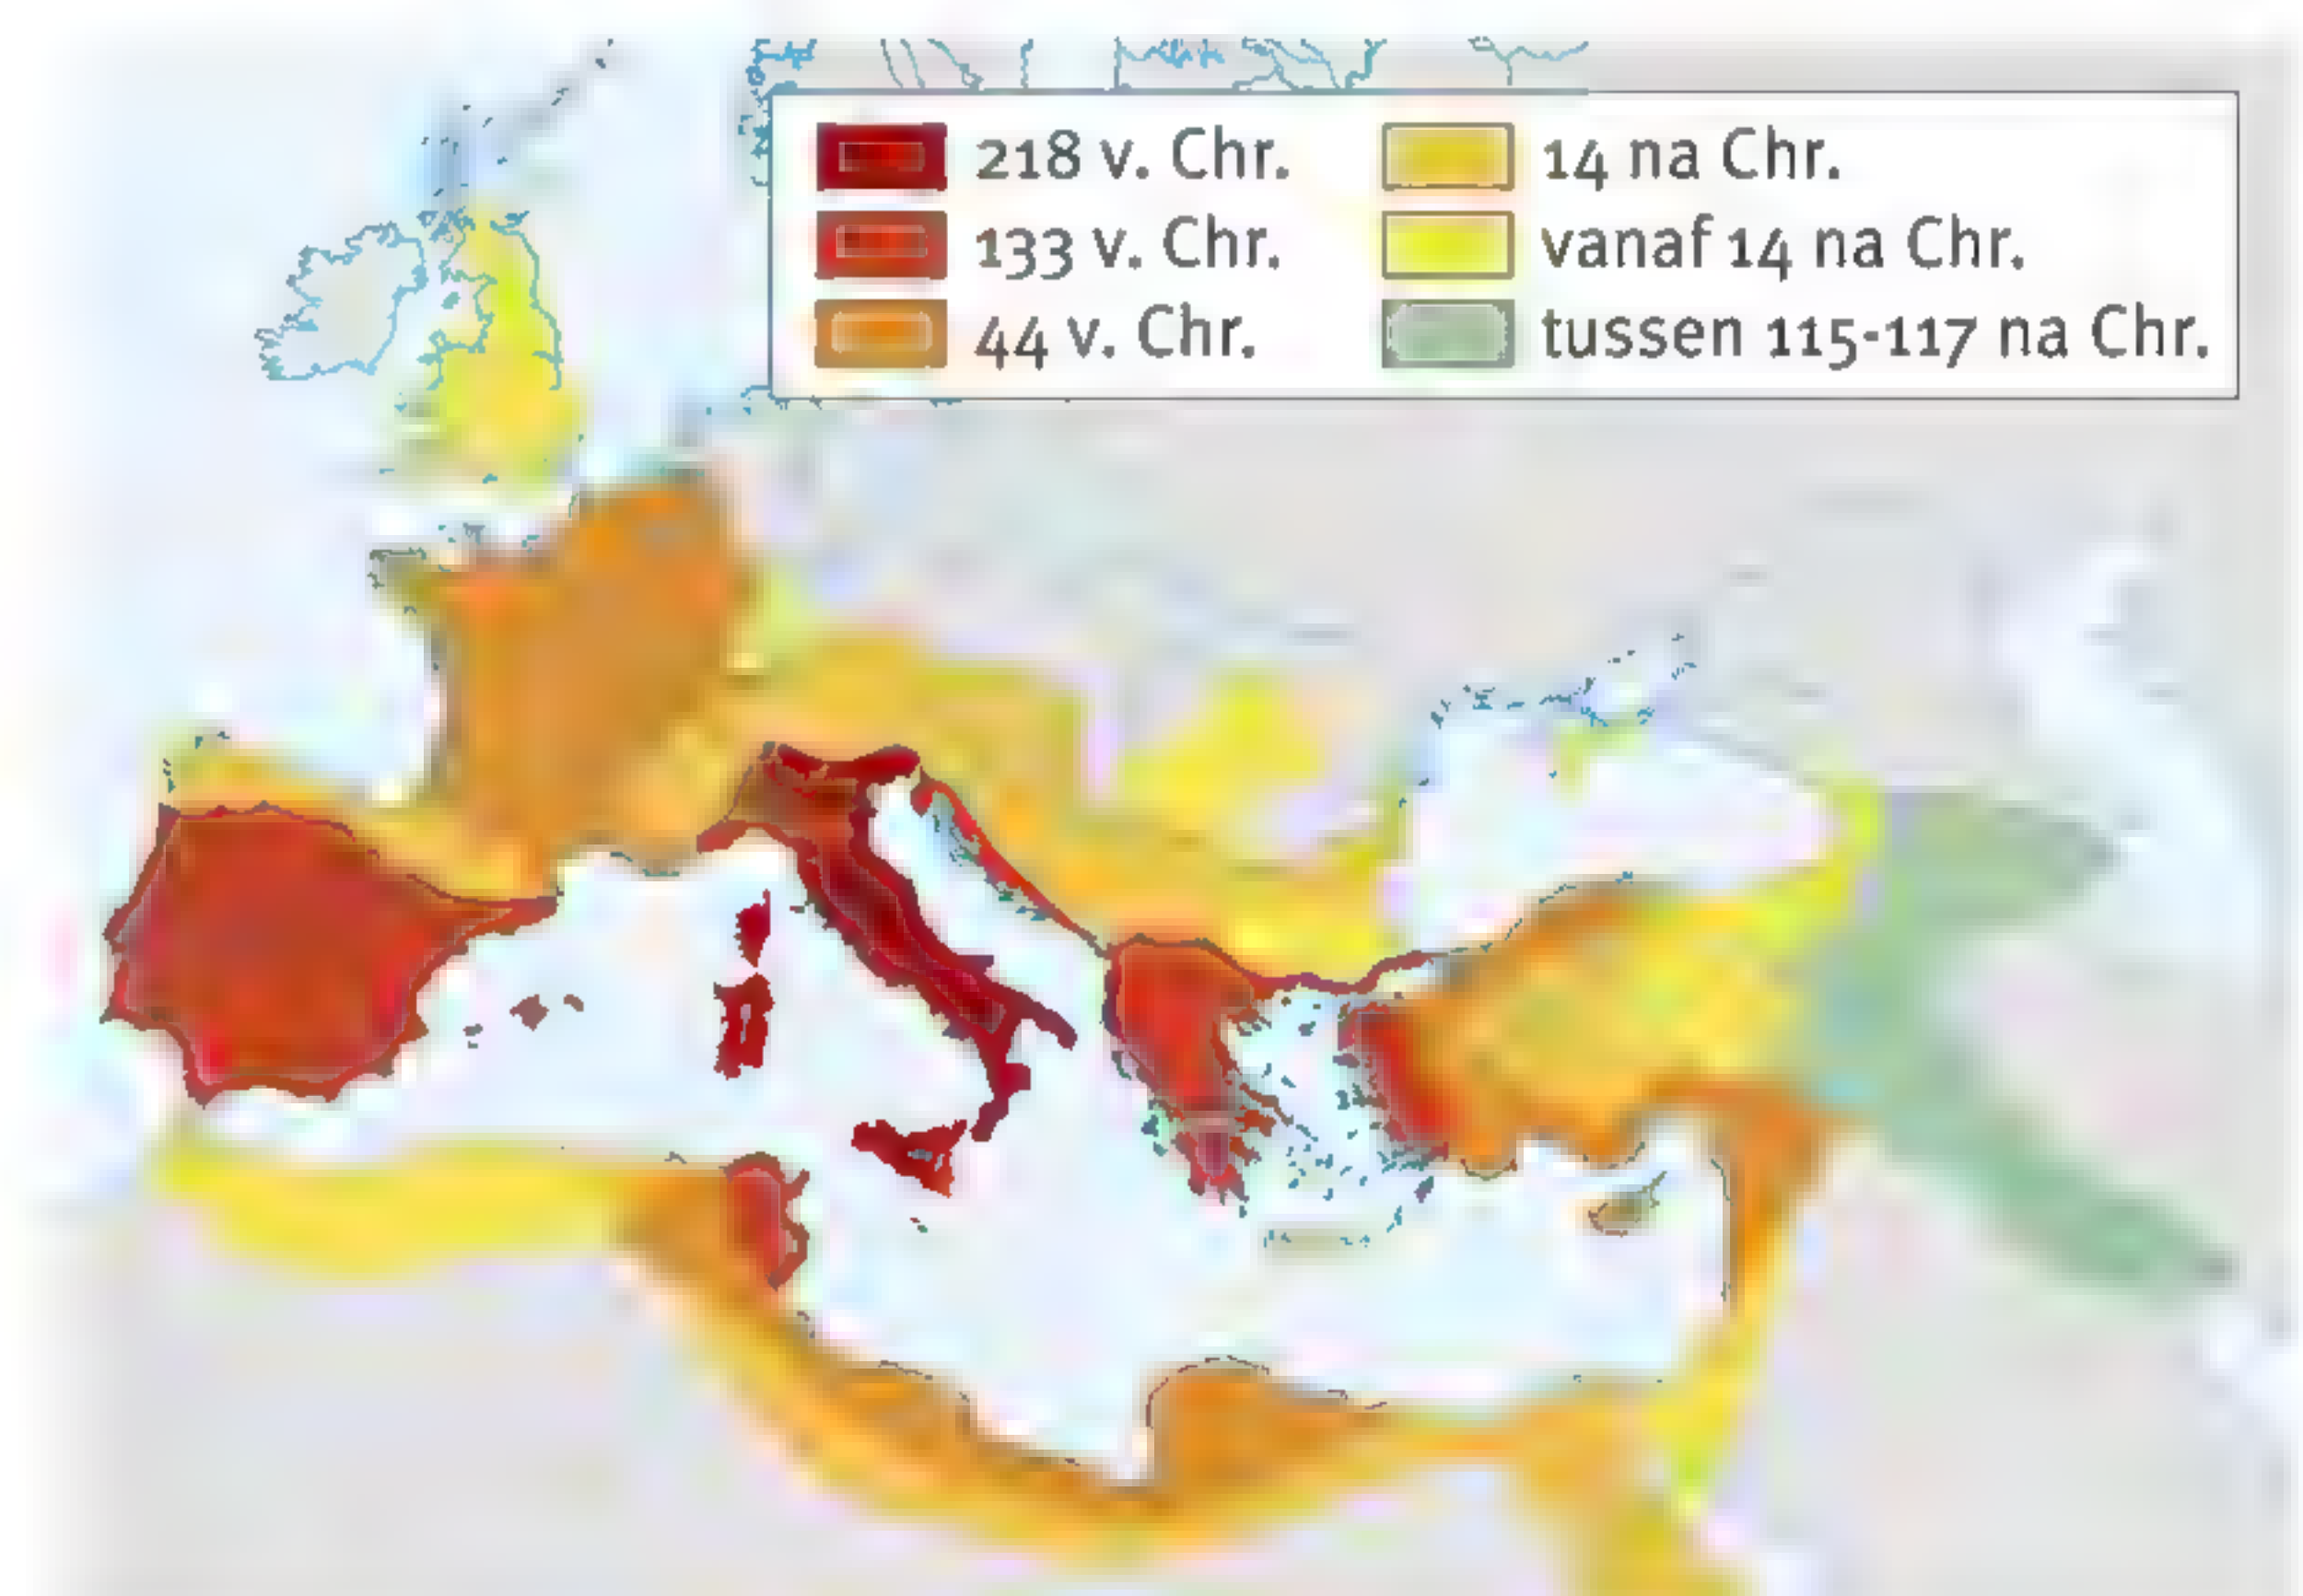 218 v. Chr.
133 v. Chr.
44 v. Chr.
14 na Chr.
vanaf 14 na Chr.
tussen 115-117 na Chr.